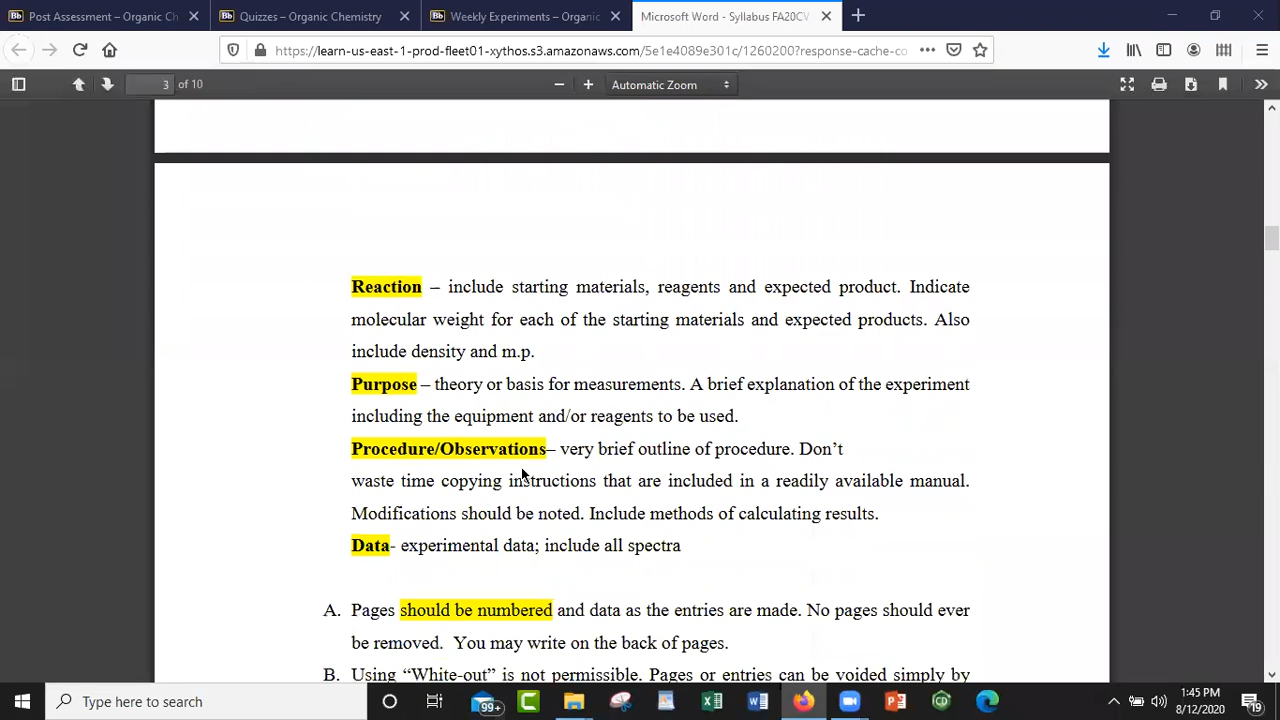 Post Assessment – Organic Ch
Quizzes – Organic Chemistry
Weekly Experiments – Organic
Microsoft Word - Syllabus FA20CV
https://learn-us-east-1-prod-fleet01-xythos.s3.amazonaws.com/5e1e4089e301c/1260200?response-cache-co
3 of 10
Automatic Zoom
Reaction – include starting materials, reagents and expected product. Indicate
molecular weight for each of the starting materials and expected products. Also
include density and m.p.
Purpose – theory or basis for measurements. A brief explanation of the experiment
including the equipment and/or reagents to be used.
Procedure/Observations– very brief outline of procedure. Don’t
waste time copying instructions that are included in a readily available manual.
Modifications should be noted. Include methods of calculating results.
Data- experimental data; include all spectra
A. Pages should be numbered and data as the entries are made. No pages should ever
be removed. You may write on the back of pages.
B. Using “White-out” is not permissible. Pages or entries can be voided simply by
Type here to search
99+
1:45 PM
8/12/2020
19